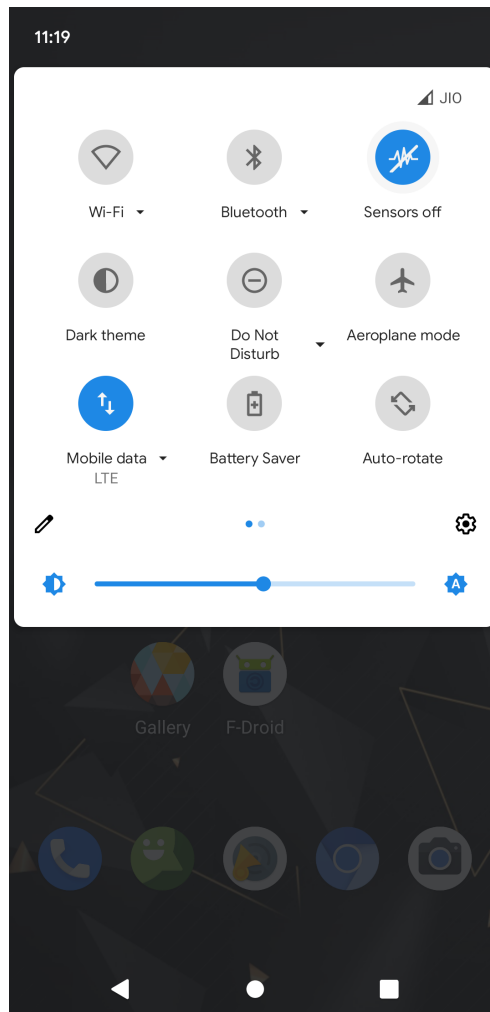 11:19
JIO
Wi-Fi
Bluetooth
Sensors off
Dark theme
Do Not
Disturb
Aeroplane mode
Mobile data
LTE
Battery Saver
Auto-rotate
A
Gallery
F-Droid